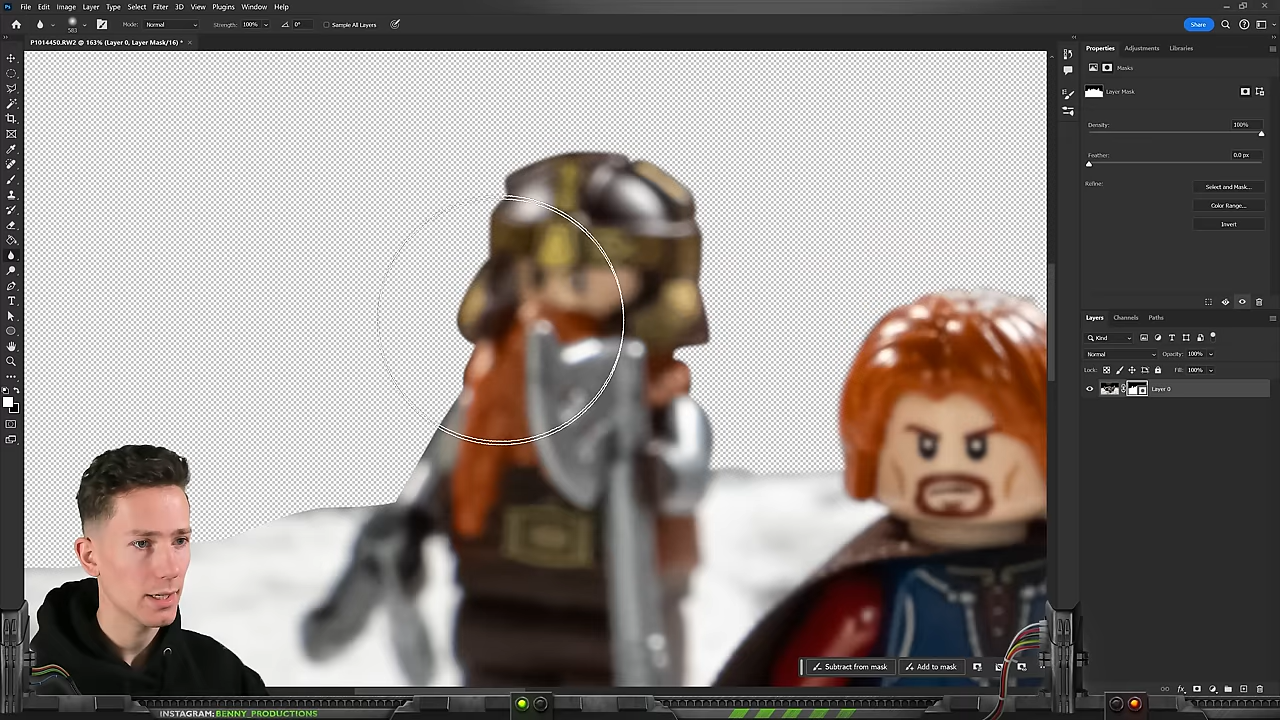 File Edit Image Layer Type Select Filter 3D View Plugins Window Help
583 Mode: Normal Strength: 100% 0° Sample All Layers Share
P1014450.RW2 @ 163% (Layer 0, Layer Mask/16) *
Properties Adjustments Libraries
Masks
Layer Mask
Density: 100%
Feather: 0.0 px
Refine: Select and Mask...
Color Range...
Invert
Layers Channels Paths
Kind
Normal Opacity: 100%
Lock: Fill: 100%
Layer 0
Subtract from mask Add to mask
INSTAGRAM:BENNY_PRODUCTIONS